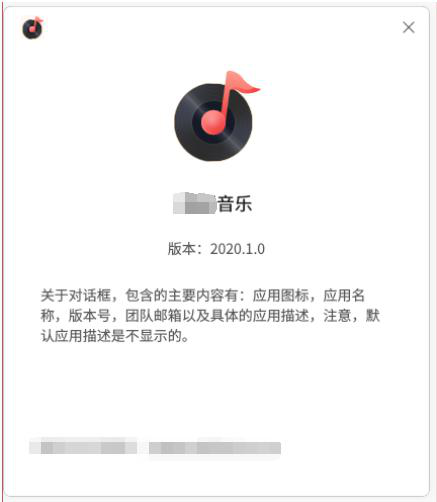 音乐
版本：2020.1.0
关于对话框，包含的主要内容有：应用图标，应用名
称，版本号，团队邮箱以及具体的应用描述，注意，默
认应用描述是不显示的。